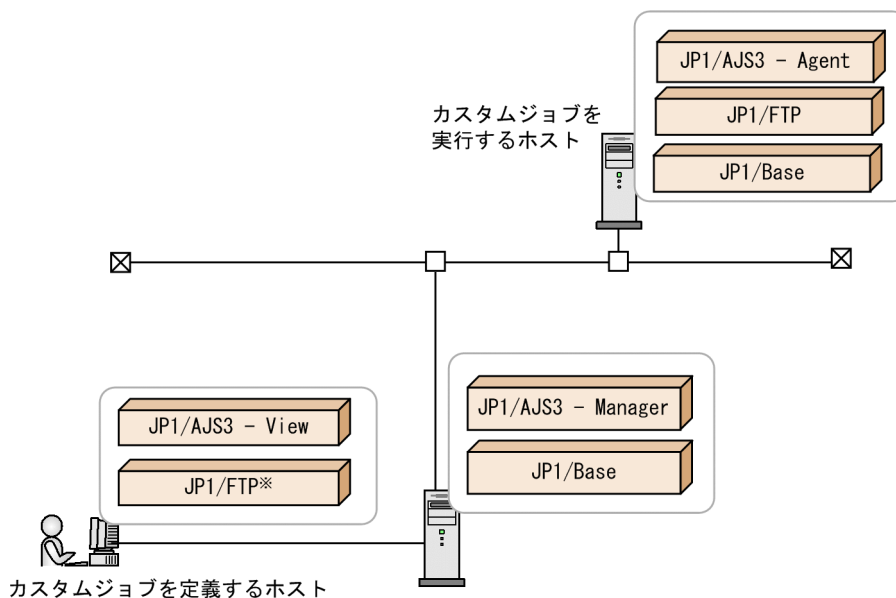 JP1/AJS3 - Agent
JP1/FTP
JP1/Base
カスタムジョブを
実行するホスト
JP1/AJS3 - Manager
JP1/Base
JP1/AJS3 - View
JP1/FTP※
カスタムジョブを定義するホスト